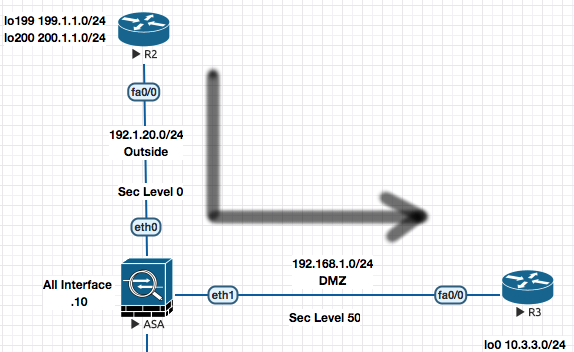 lo199 199.1.1.0/24
lo200 200.1.1.0/24
R2
fa0/0
192.1.20.0/24
Outside
Sec Level 0
eth0
All Interface
.10
ASA
eth1
192.168.1.0/24
DMZ
Sec Level 50
fa0/0
R3
lo0 10.3.3.0/24